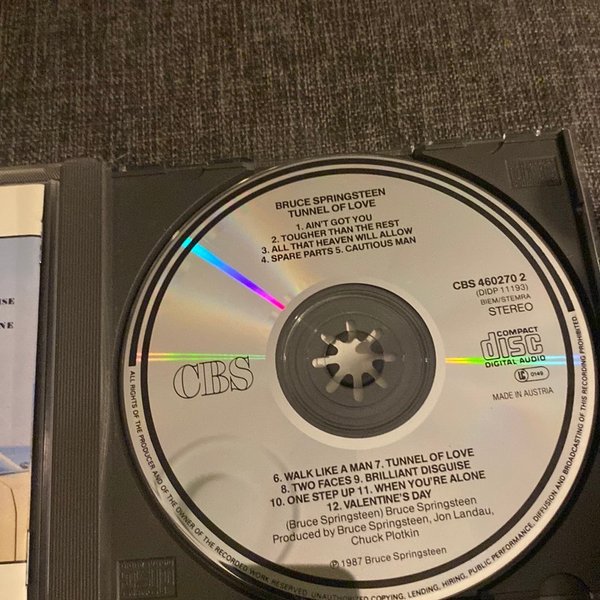 BRUCE SPRINGSTEEN
TUNNEL OF LOVE
1. AIN'T GOT YOU
2. TOUGHER THAN THE REST
3. ALL THAT HEAVEN WILL ALLOW
4. SPARE PARTS 5. CAUTIOUS MAN
CBS 460270 2
(DIDP 11193)
BIEM/STEMRA
STEREO
COMPACT
disc
DIGITAL AUDIO
LC 0149
MADE IN AUSTRIA
CBS
6. WALK LIKE A MAN 7. TUNNEL OF LOVE
8. TWO FACES 9. BRILLIANT DISGUISE
10. ONE STEP UP 11. WHEN YOU'RE ALONE
12. VALENTINE'S DAY
(Bruce Springsteen) Bruce Springsteen
Produced by Bruce Springsteen, Jon Landau,
Chuck Plotkin
℗ 1987 Bruce Springsteen
ALL RIGHTS OF THE PRODUCER AND OF THE OWNER OF THE RECORDED WORK RESERVED. UNAUTHORIZED COPYING, LENDING, HIRING, PUBLIC PERFORMANCE, DIFFUSION AND BROADCASTING OF THIS RECORDING PROHIBITED.